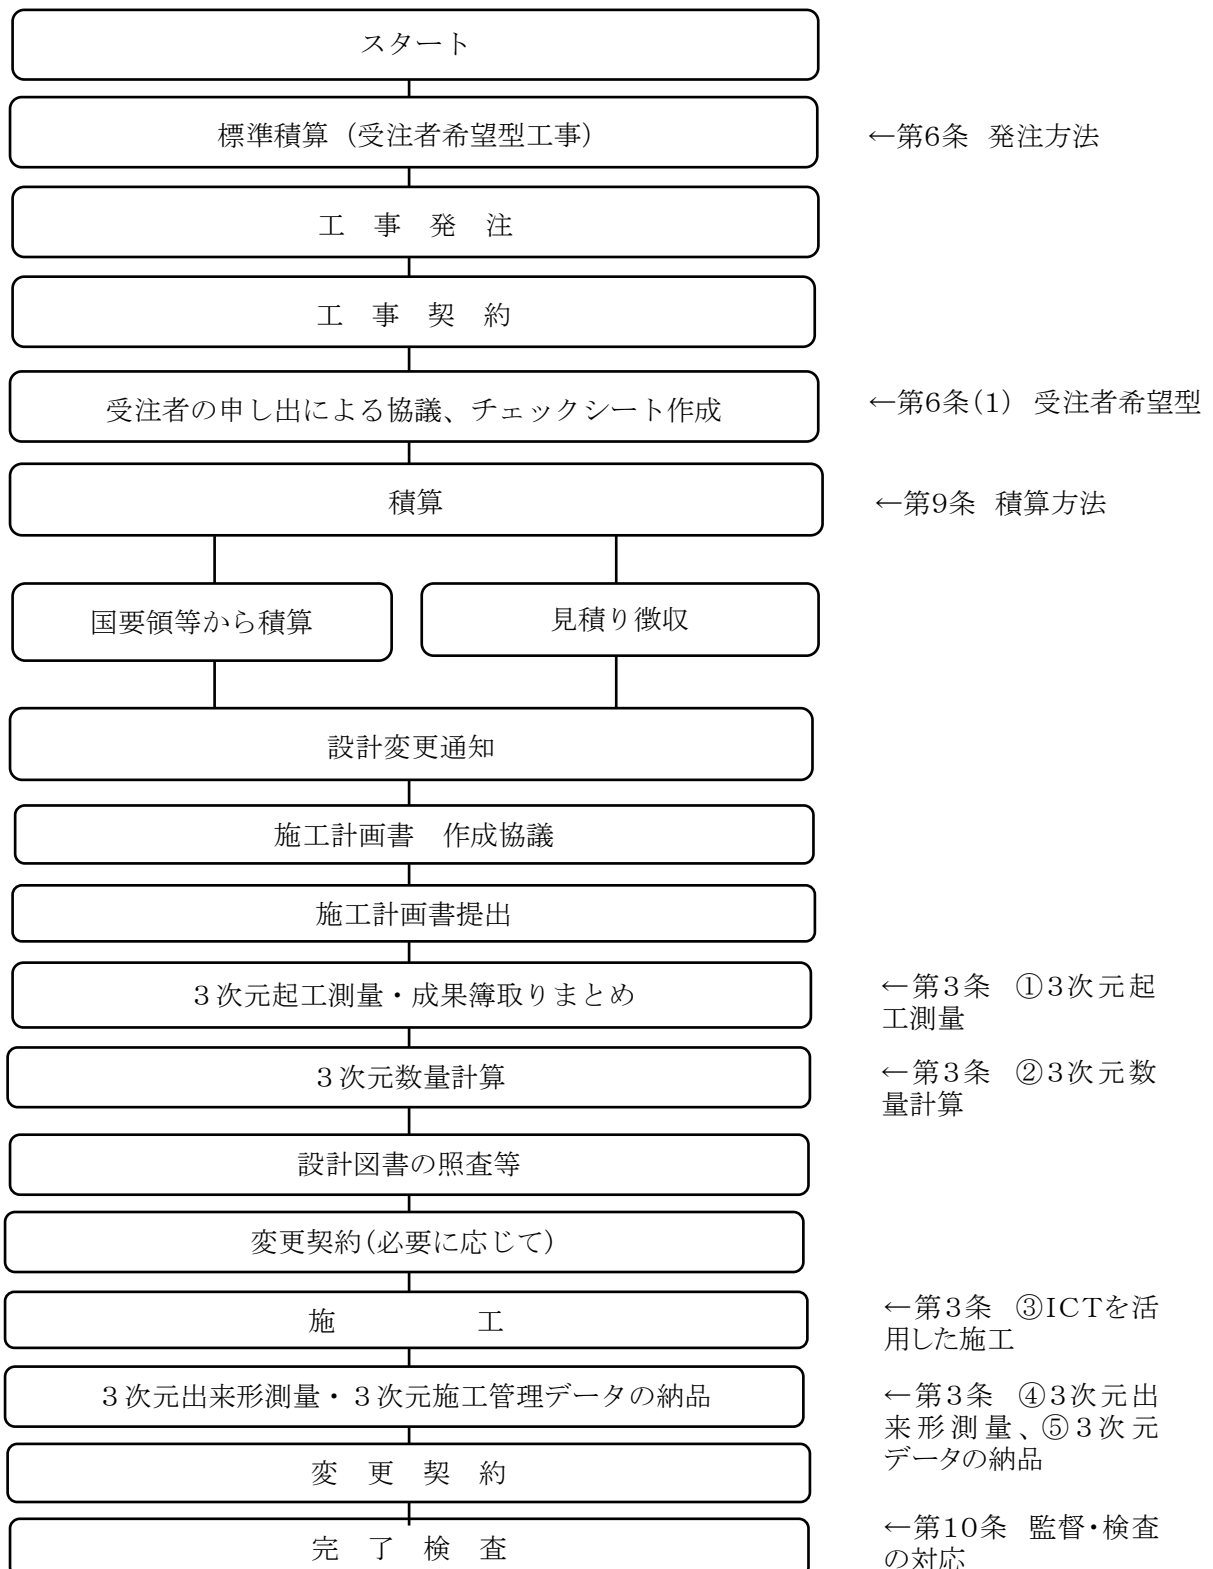 スタート
標準積算（受注者希望型工事）
←第6条 発注方法
工 事 発 注
工 事 契 約
受注者の申し出による協議、チェックシート作成
←第6条(1) 受注者希望型
積算
←第9条 積算方法
国要領等から積算
見積り徴収
設計変更通知
施工計画書 作成協議
施工計画書提出
３次元起工測量・成果簿取りまとめ
←第３条 ①３次元起
工測量
３次元数量計算
←第３条 ②３次元数
量計算
設計図書の照査等
変更契約(必要に応じて)
施 工
←第３条 ③ICTを活
用した施工
３次元出来形測量・３次元施工管理データの納品
←第３条 ④３次元出
来形測量、⑤３次元
データの納品
変 更 契 約
完 了 検 査
←第10条 監督・検査
の対応